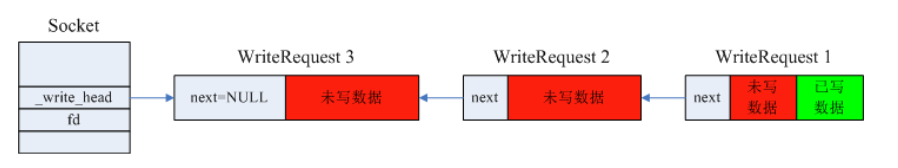 Socket
_write_head
fd
WriteRequest 3
next=NULL
未写数据
WriteRequest 2
next
未写数据
WriteRequest 1
next
未写
数据
已写
数据